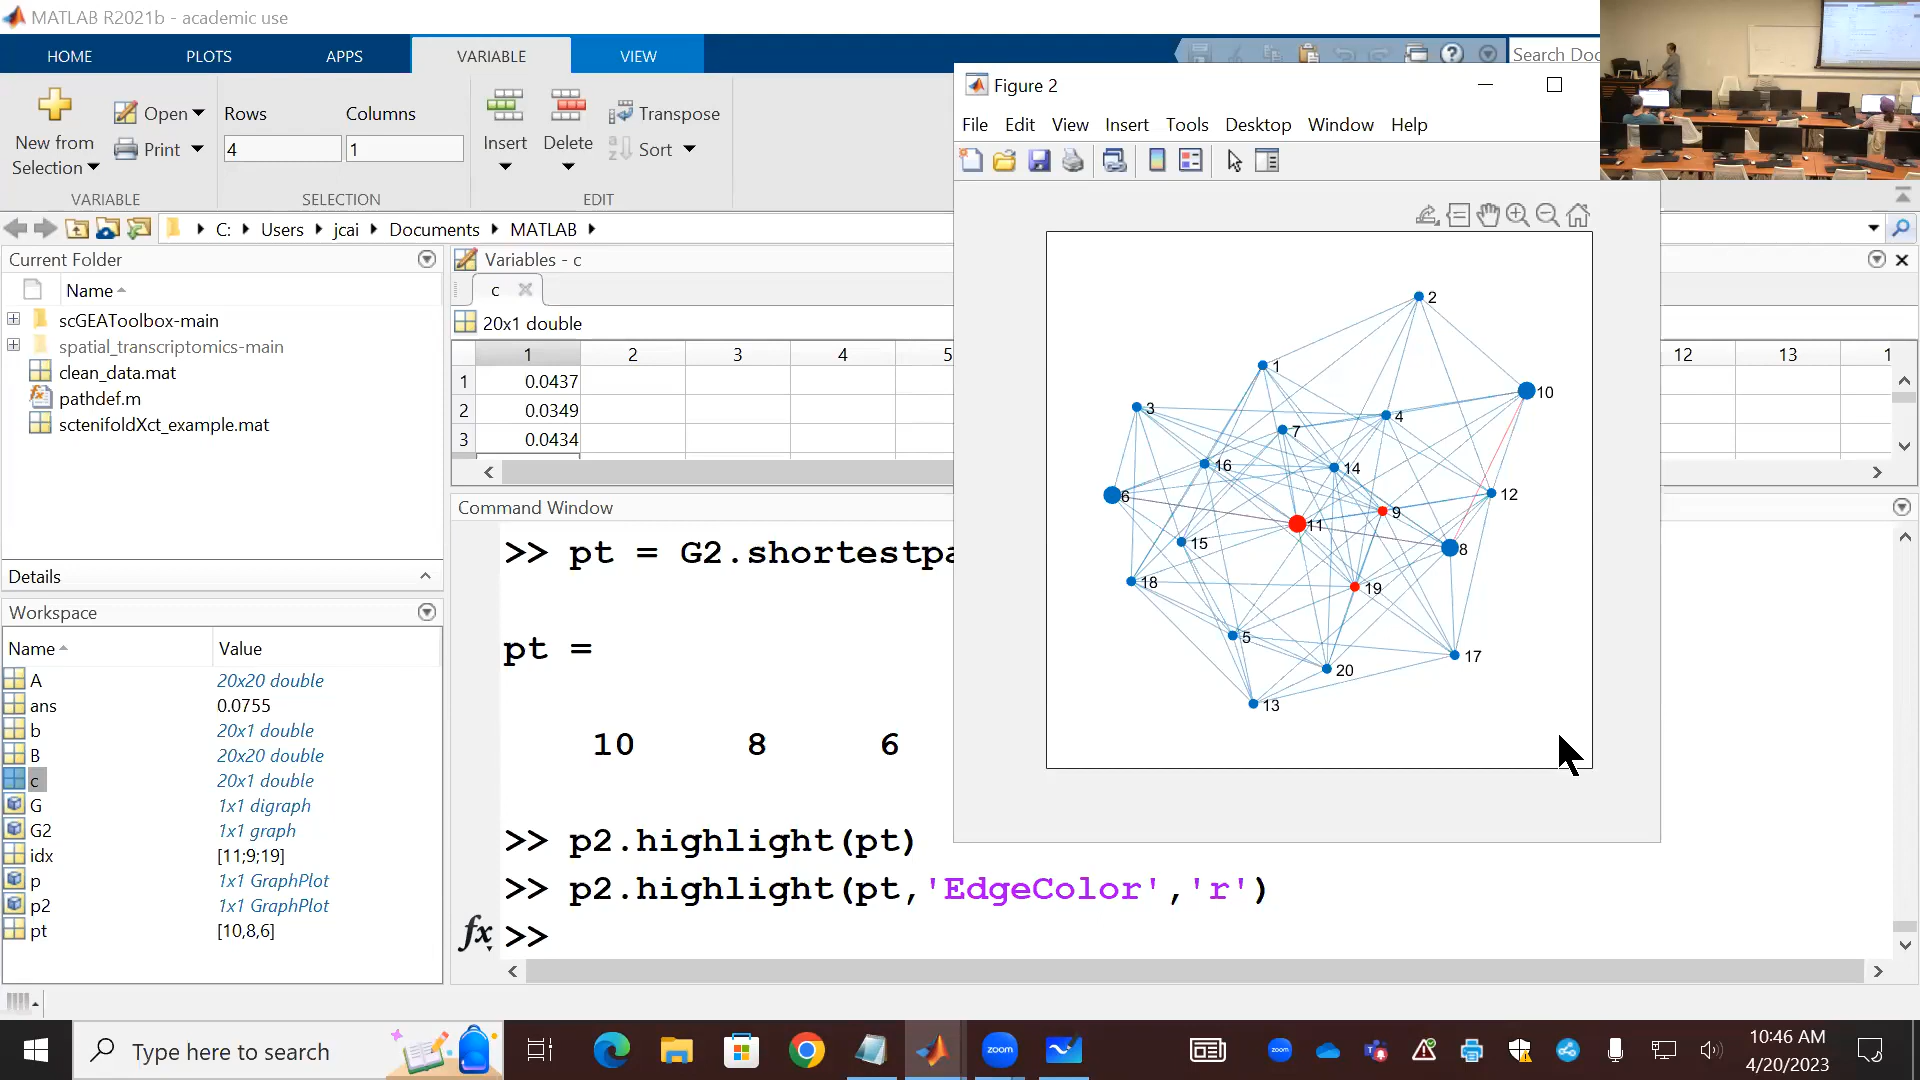 MATLAB R2021b - academic use
HOME PLOTS APPS VARIABLE VIEW
Search Doc
New from
Selection
Open
Print
Rows Columns
4 1
Insert
Delete
Transpose
Sort
VARIABLE SELECTION EDIT
C: Users jcai Documents MATLAB
Current Folder
Name
scGEAToolbox-main
spatial_transcriptomics-main
clean_data.mat
pathdef.m
sctenifoldXct_example.mat
Details
Workspace
Name Value
A 20x20 double
ans 0.0755
b 20x1 double
B 20x20 double
c 20x1 double
G 1x1 digraph
G2 1x1 graph
idx [11;9;19]
p 1x1 GraphPlot
p2 1x1 GraphPlot
pt [10,8,6]
Variables - c
c
20x1 double
1 2 3 4 5 12 13 1
1 0.0437
2 0.0349
3 0.0434
Command Window
>> pt = G2.shortestpa
pt =
10 8 6
>> p2.highlight(pt)
>> p2.highlight(pt,'EdgeColor','r')
fx >>
Figure 2
File Edit View Insert Tools Desktop Window Help
2
1
10
3
4
7
16
14
6
12
11
9
15
8
18
19
5
17
20
13
Type here to search
zoom
zoom
10:46 AM
4/20/2023